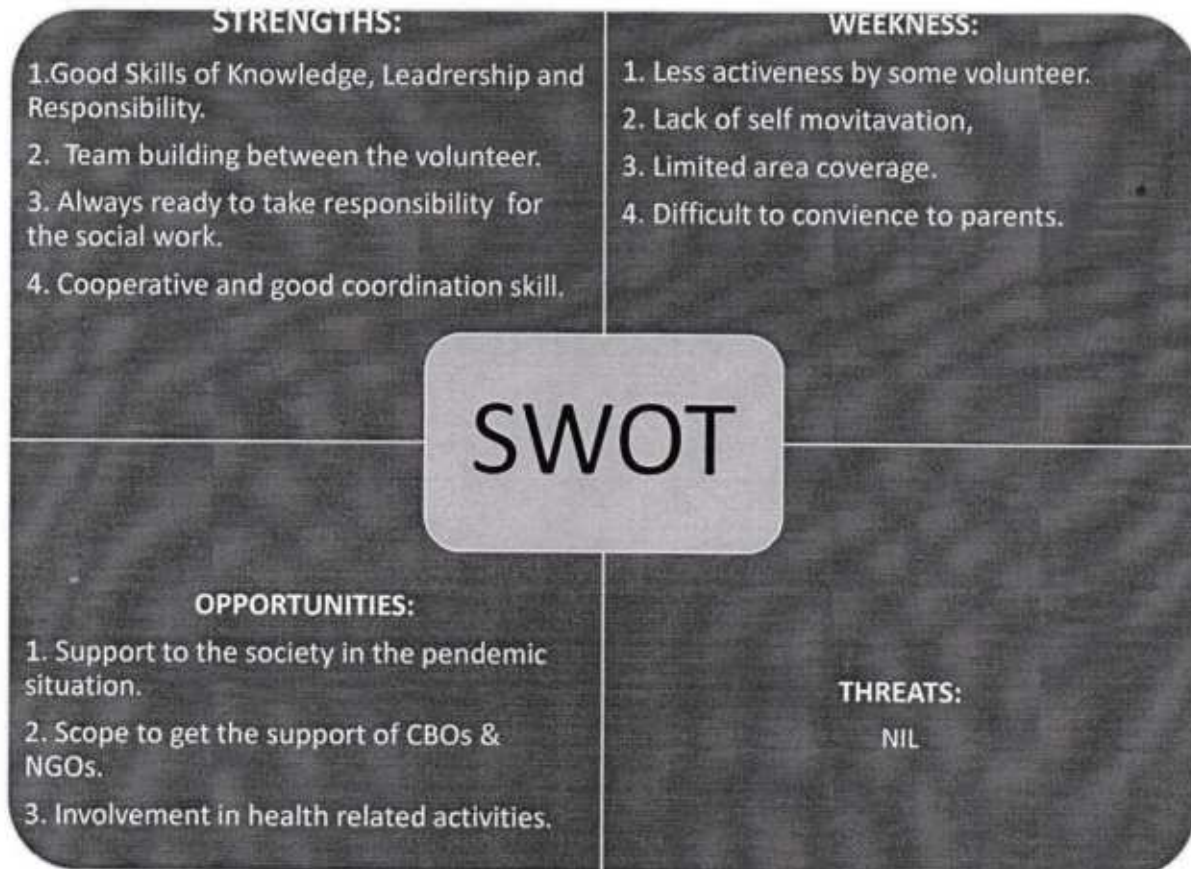 STRENGTHS:
1.Good Skills of Knowledge, Leadrership and
Responsibility.
2. Team building between the volunteer.
3. Always ready to take responsibility for
the social work.
4. Cooperative and good coordination skill.
WEEKNESS:
1. Less activeness by some volunteer.
2. Lack of self movitavation,
3. Limited area coverage.
4. Difficult to convience to parents.
SWOT
OPPORTUNITIES:
1. Support to the society in the pendemic
situation.
2. Scope to get the support of CBOs &
NGOs.
3. Involvement in health related activities.
THREATS:
NIL